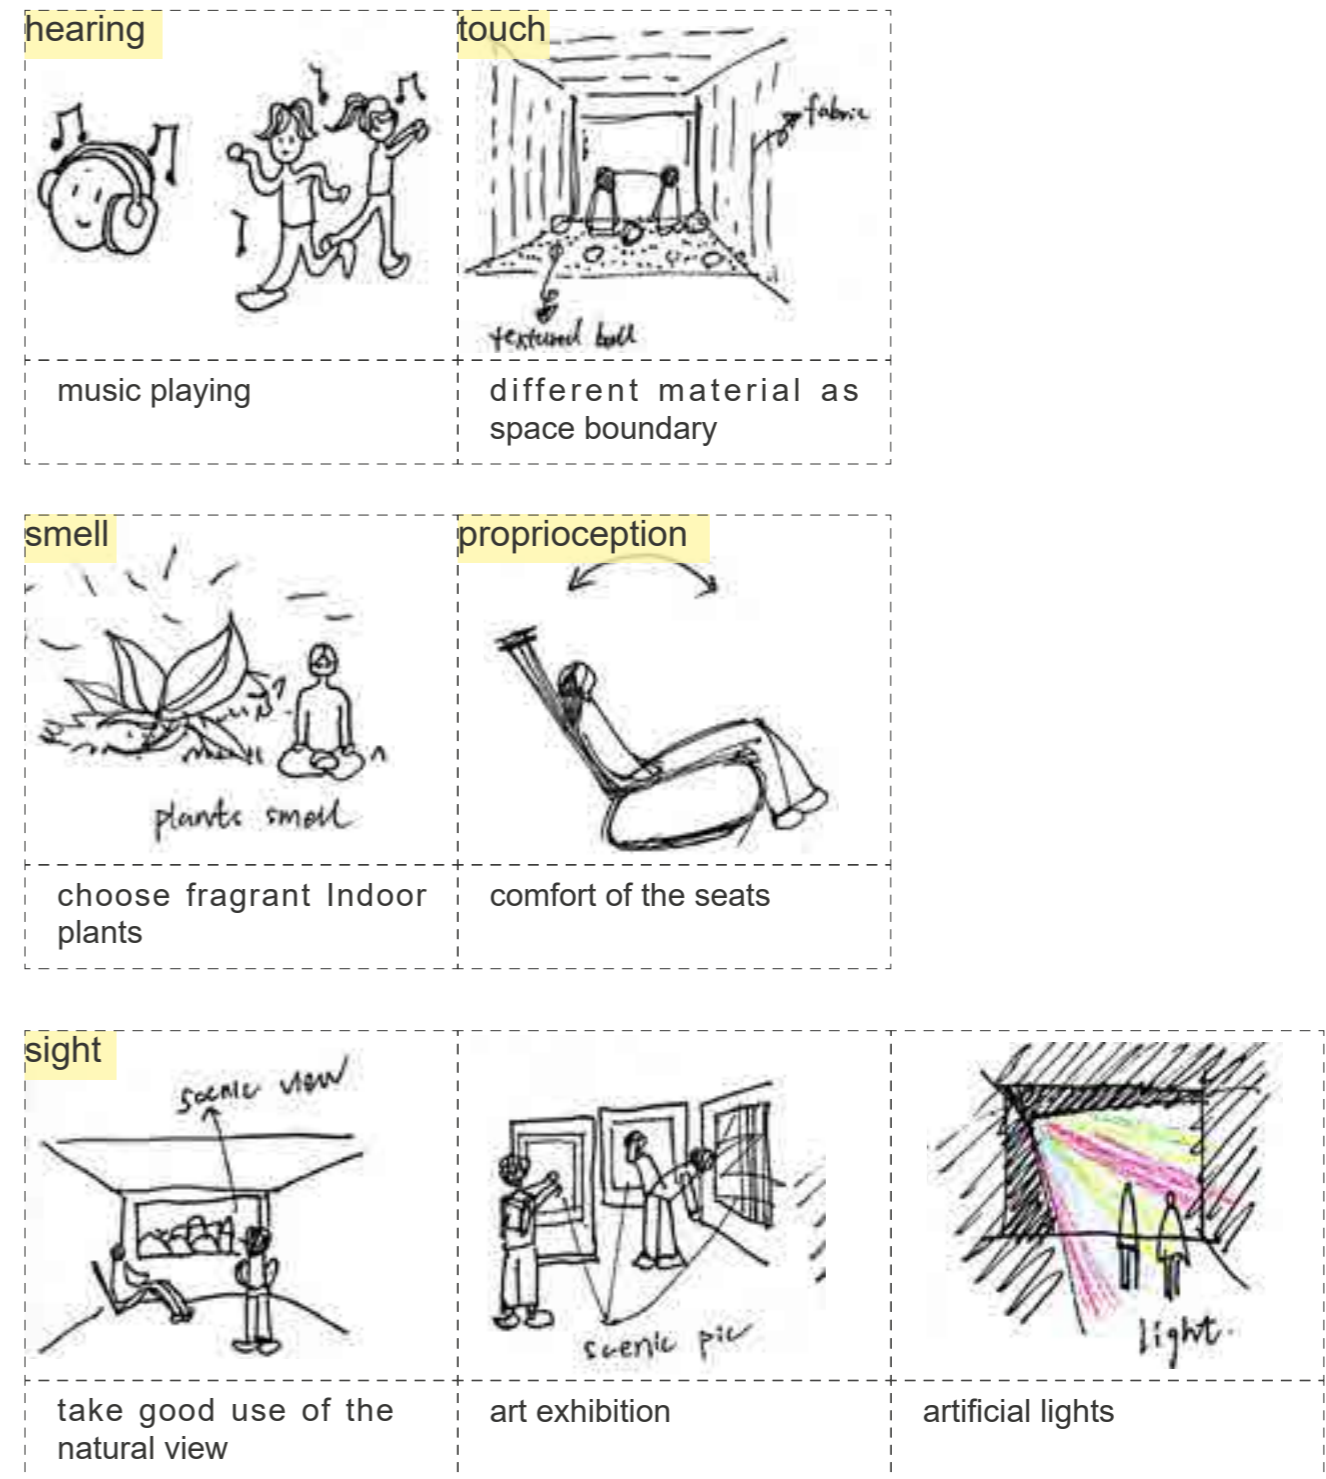 hearing
touch
fabric
textured ball
music playing
different material as
space boundary
smell
proprioception
plants smell
choose fragrant Indoor
plants
comfort of the seats
sight
scenic view
scenic pic
light.
take good use of the
natural view
art exhibition
artificial lights